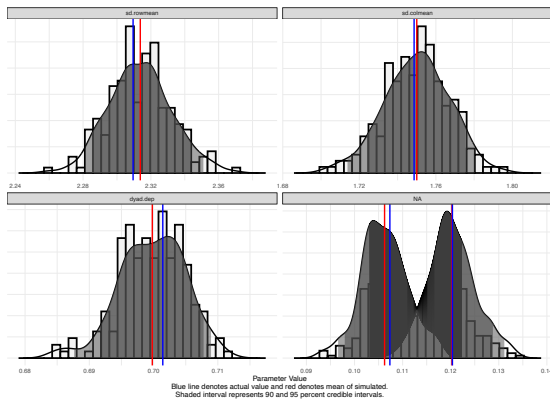 sd.rowmean sd.colmean
2.24 2.28 2.32 2.36 1.68 1.72 1.76 1.80
dyad.dep NA
0.68 0.69 0.70 0.71 0.09 0.10 0.11 0.12 0.13
Parameter Value
Blue line denotes actual value and red denotes mean of simulated.
Shaded interval represents 90 and 95 percent credible intervals.